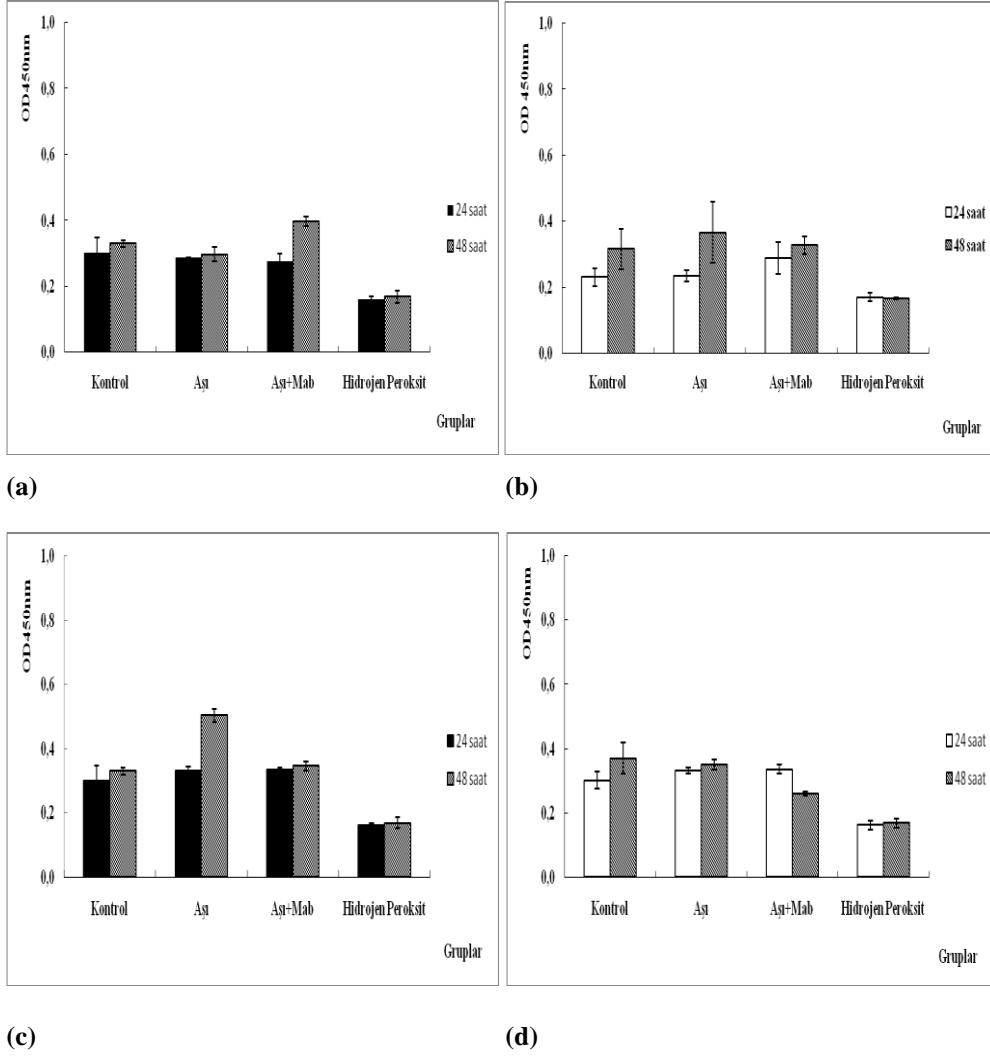 OD450nm
1,0
0,8
0,6
0,4
0,2
0,0
24 saat
48 saat
Kontrol Aşı Aşı+Mab Hidrojen Peroksit
Gruplar
(a)
OD 450nm
1,0
0,8
0,6
0,4
0,2
0,0
24 saat
48 saat
Kontrol Aşı Aşı+Mab Hidrojen Peroksit
Gruplar
(b)
OD450nm
1,0
0,8
0,6
0,4
0,2
0,0
24 saat
48 saat
Kontrol Aşı Aşı+Mab Hidrojen Peroksit
Gruplar
(c)
OD450nm
1,0
0,8
0,6
0,4
0,2
0,0
24 saat
48 saat
Kontrol Aşı Aşı+Mab Hidrojen Peroksit
Gruplar
(d)